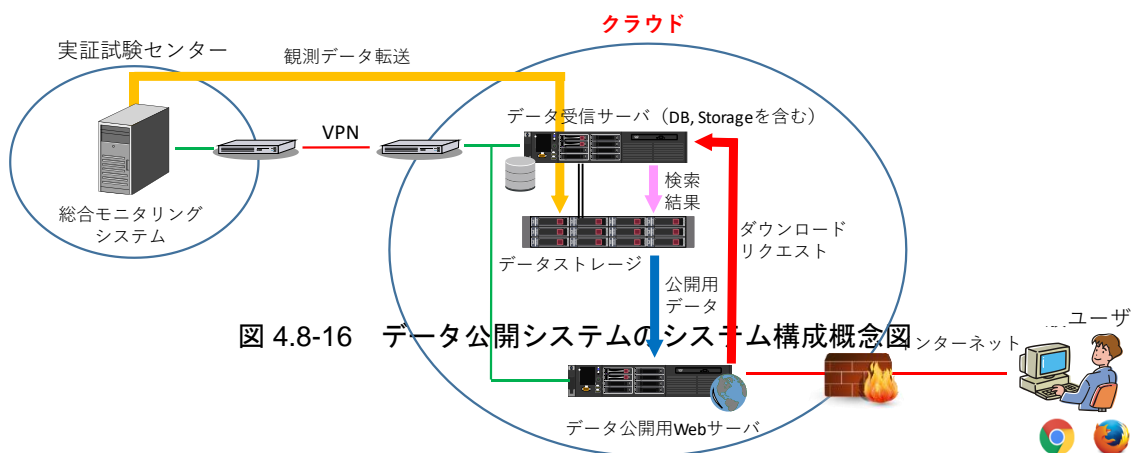 クラウド
実証試験センター
観測データ転送
データ受信サーバ（DB, Storageを含む）
VPN
検索
結果
総合モニタリング
システム
ダウンロード
リクエスト
データストレージ
公開用
データ
図 4.8-16 データ公開システムのシステム構成概念図
インターネット
ユーザ
データ公開用Webサーバ